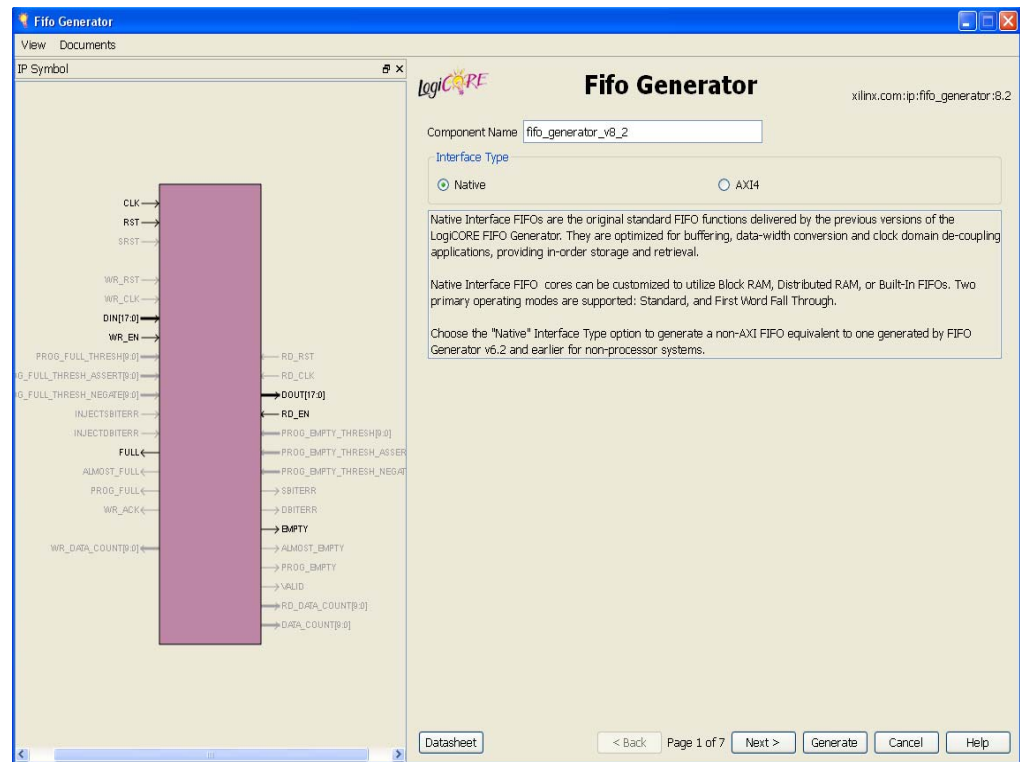 Fifo Generator
View Documents
IP Symbol
CLK
RST
SRST
WR_RST
WR_CLK
DIN[17:0]
WR_EN
PROG_FULL_THRESH[9:0]
G_FULL_THRESH_ASSERT[9:0]
G_FULL_THRESH_NEGATE[9:0]
INJECTSBITERR
INJECTDBITERR
FULL
ALMOST_FULL
PROG_FULL
WR_ACK
WR_DATA_COUNT[9:0]
RD_RST
RD_CLK
DOUT[17:0]
RD_EN
PROG_EMPTY_THRESH[9:0]
PROG_EMPTY_THRESH_ASSER
PROG_EMPTY_THRESH_NEGAT
SBITERR
DBITERR
EMPTY
ALMOST_EMPTY
PROG_EMPTY
VALID
RD_DATA_COUNT[9:0]
DATA_COUNT[9:0]
LogiCORE
Fifo Generator
xilinx.com:ip:fifo_generator:8.2
Component Name fifo_generator_v8_2
Interface Type
Native AXI4
Native Interface FIFOs are the original standard FIFO functions delivered by the previous versions of the
LogiCORE FIFO Generator. They are optimized for buffering, data-width conversion and clock domain de-coupling
applications, providing in-order storage and retrieval.
Native Interface FIFO cores can be customized to utilize Block RAM, Distributed RAM, or Built-In FIFOs. Two
primary operating modes are supported: Standard, and First Word Fall Through.
Choose the "Native" Interface Type option to generate a non-AXI FIFO equivalent to one generated by FIFO
Generator v6.2 and earlier for non-processor systems.
Datasheet < Back Page 1 of 7 Next > Generate Cancel Help